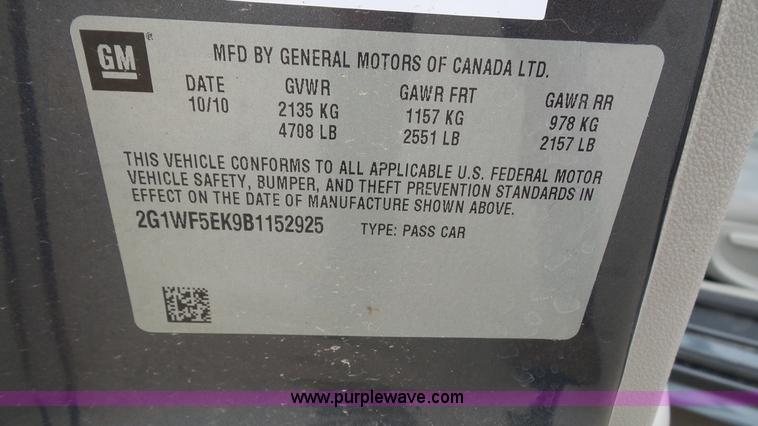 GM ®
MFD BY GENERAL MOTORS OF CANADA LTD.
DATE GVWR GAWR FRT GAWR RR
10/10 2135 KG 1157 KG 978 KG
4708 LB 2551 LB 2157 LB
THIS VEHICLE CONFORMS TO ALL APPLICABLE U.S. FEDERAL MOTOR
VEHICLE SAFETY, BUMPER, AND THEFT PREVENTION STANDARDS IN
EFFECT ON THE DATE OF MANUFACTURE SHOWN ABOVE.
2G1WF5EK9B1152925 TYPE: PASS CAR
www.purplewave.com